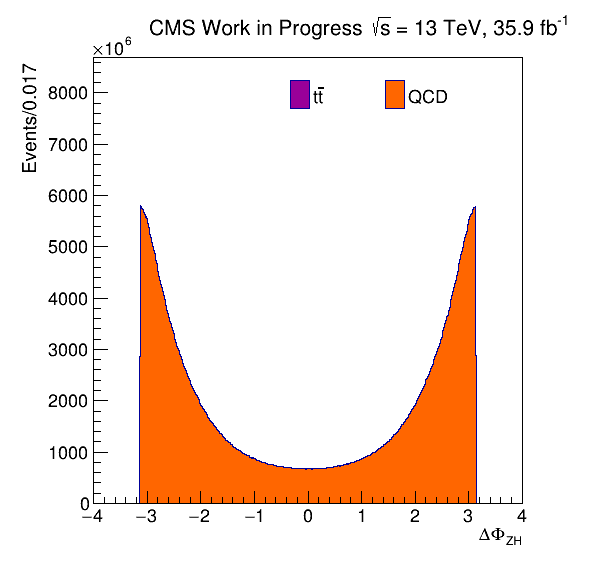 CMS Work in Progress √s = 13 TeV, 35.9 fb⁻¹
×10⁶
Events/0.017
tt̄ QCD
8000
7000
6000
5000
4000
3000
2000
1000
0
−4 −3 −2 −1 0 1 2 3 4
ΔΦZH